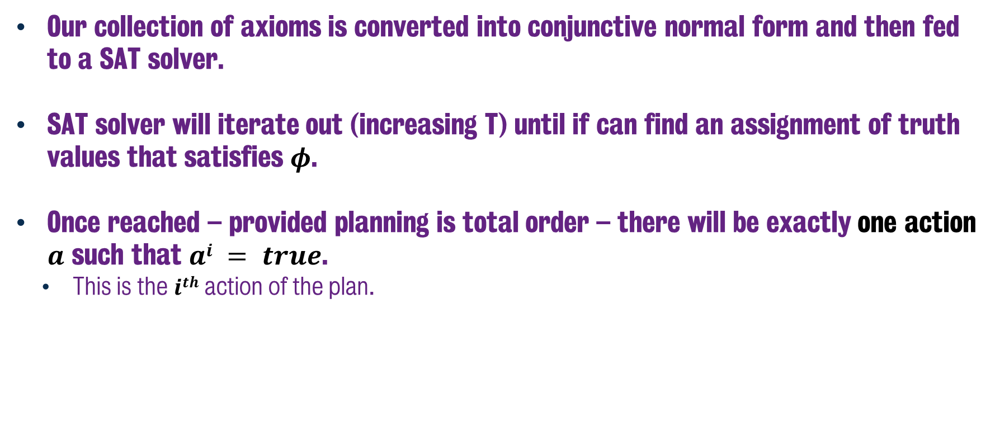 • Our collection of axioms is converted into conjunctive normal form and then fed
to a SAT solver.
• SAT solver will iterate out (increasing T) until if can find an assignment of truth
values that satisfies ϕ.
• Once reached – provided planning is total order – there will be exactly one action
a such that aⁱ = true.
• This is the iᵗʰ action of the plan.